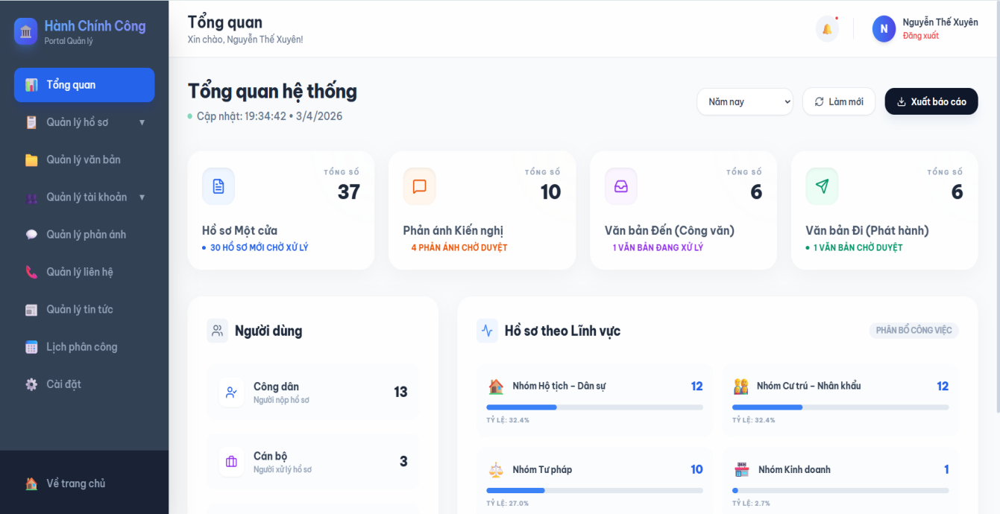 Hành Chính Công
Portal Quản lý
Tổng quan
Quản lý hồ sơ
Quản lý văn bản
Quản lý tài khoản
Quản lý phản ánh
Quản lý liên hệ
Quản lý tin tức
Lịch phân công
Cài đặt
Về trang chủ
Tổng quan
Xin chào, Nguyễn Thế Xuyên!
N
Nguyễn Thế Xuyên
Đăng xuất
Tổng quan hệ thống
Cập nhật: 19:34:42 • 3/4/2026
Năm nay
Làm mới
Xuất báo cáo
TỔNG SỐ
37
Hồ sơ Một cửa
30 HỒ SƠ MỚI CHỜ XỬ LÝ
TỔNG SỐ
10
Phản ánh Kiến nghị
4 PHẢN ÁNH CHỜ DUYỆT
TỔNG SỐ
6
Văn bản Đến (Công văn)
1 VĂN BẢN ĐANG XỬ LÝ
TỔNG SỐ
6
Văn bản Đi (Phát hành)
1 VĂN BẢN CHỜ DUYỆT
Người dùng
Công dân
Người nộp hồ sơ
13
Cán bộ
Người xử lý hồ sơ
3
Hồ sơ theo Lĩnh vực
PHÂN BỔ CÔNG VIỆC
Nhóm Hộ tịch – Dân sự
12
TỶ LỆ: 32.4%
Nhóm Cư trú – Nhân khẩu
12
TỶ LỆ: 32.4%
Nhóm Tư pháp
10
TỶ LỆ: 27.0%
Nhóm Kinh doanh
1
TỶ LỆ: 2.7%